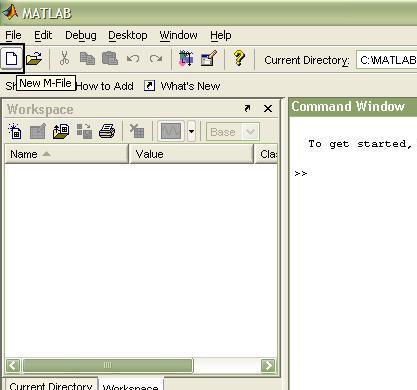 MATLAB
File Edit Debug Desktop Window Help
? Current Directory: C:\MATLAB
New M-File
How to Add What's New
Workspace
Base
Name Value Cla
Current Directory Workspace
Command Window
To get started,
>>